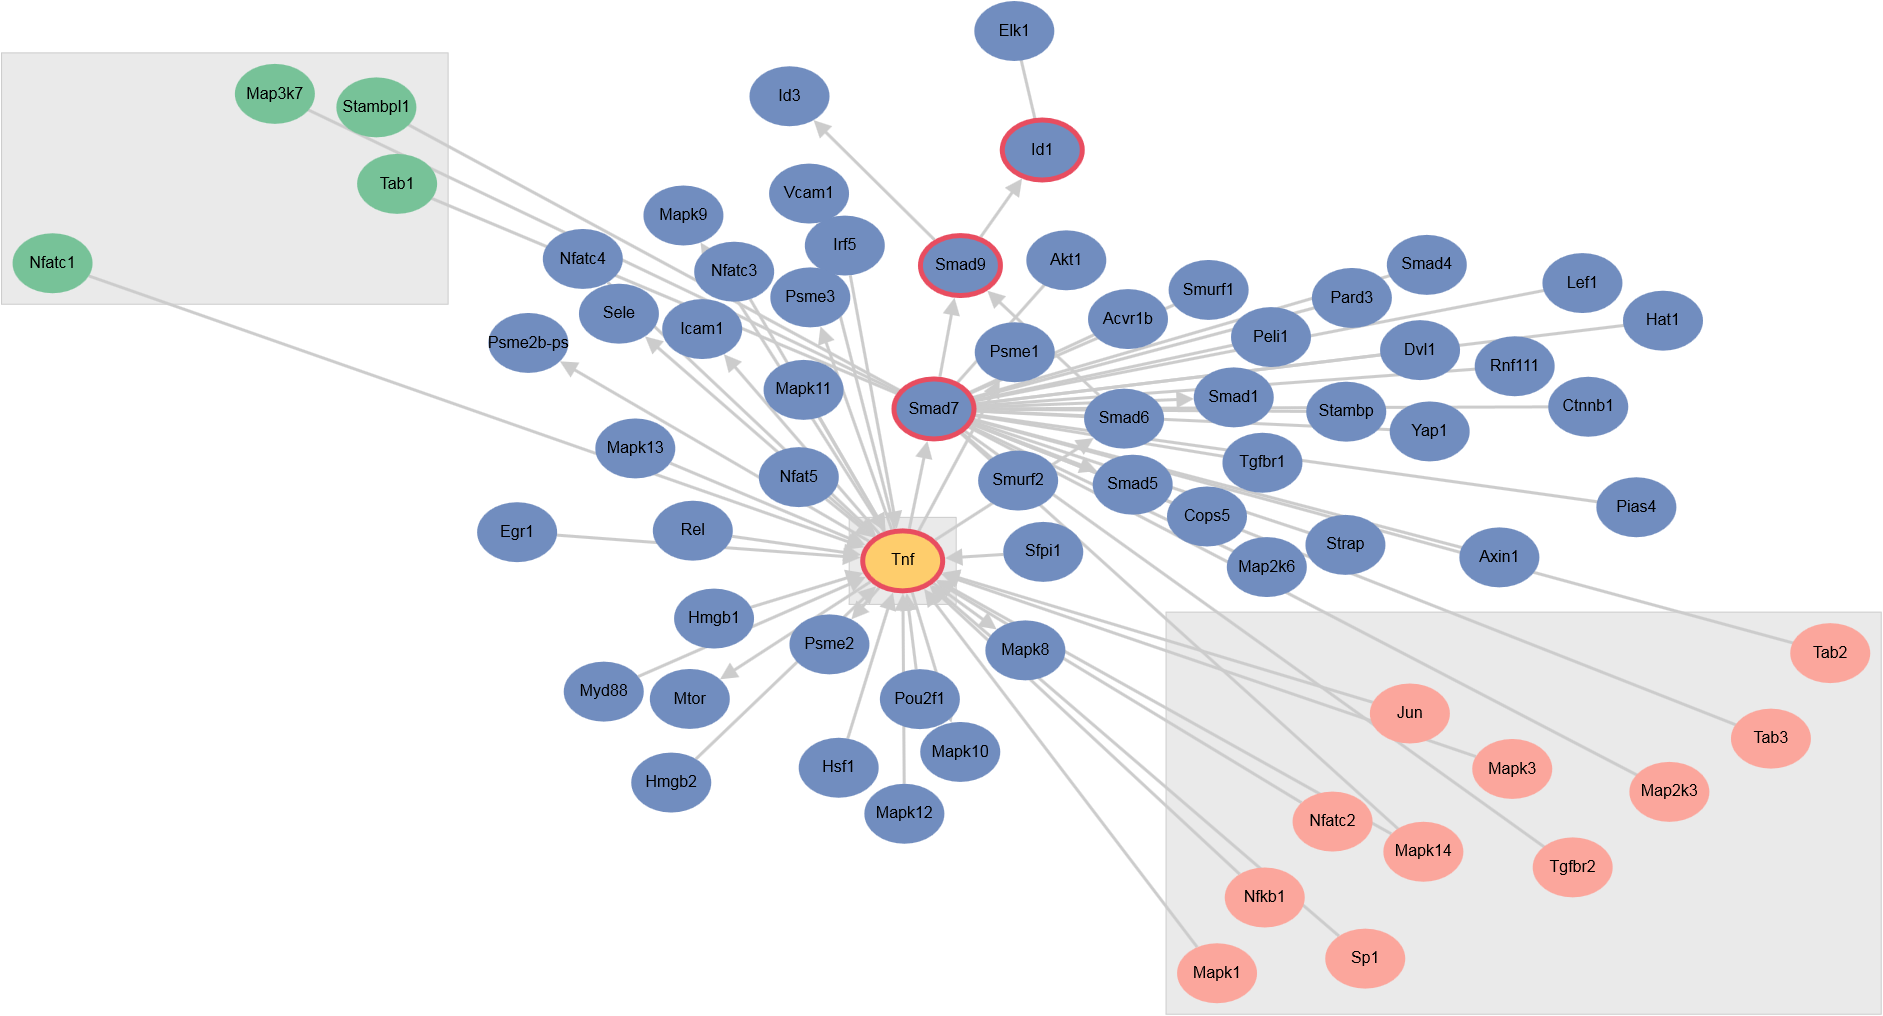 Elk1
Map3k7
Id3
Stambpl1
Id1
Tab1
Vcam1
Mapk9
Irf5
Nfatc4
Nfatc1
Nfatc3
Smad9
Akt1
Smad4
Psme3
Smurf1
Pard3
Lef1
Sele
Icam1
Acvr1b
Peli1
Hat1
Psme2b-ps
Psme1
Dvl1
Rnf111
Mapk11
Smad7
Smad1
Smad6
Stambp
Ctnnb1
Yap1
Mapk13
Nfat5
Smurf2
Smad5
Tgfbr1
Pias4
Cops5
Egr1
Rel
Tnf
Sfpi1
Map2k6
Strap
Axin1
Hmgb1
Psme2
Mapk8
Tab2
Myd88
Mtor
Pou2f1
Jun
Tab3
Hmgb2
Hsf1
Mapk10
Mapk3
Map2k3
Mapk12
Nfatc2
Mapk14
Tgfbr2
Nfkb1
Sp1
Mapk1